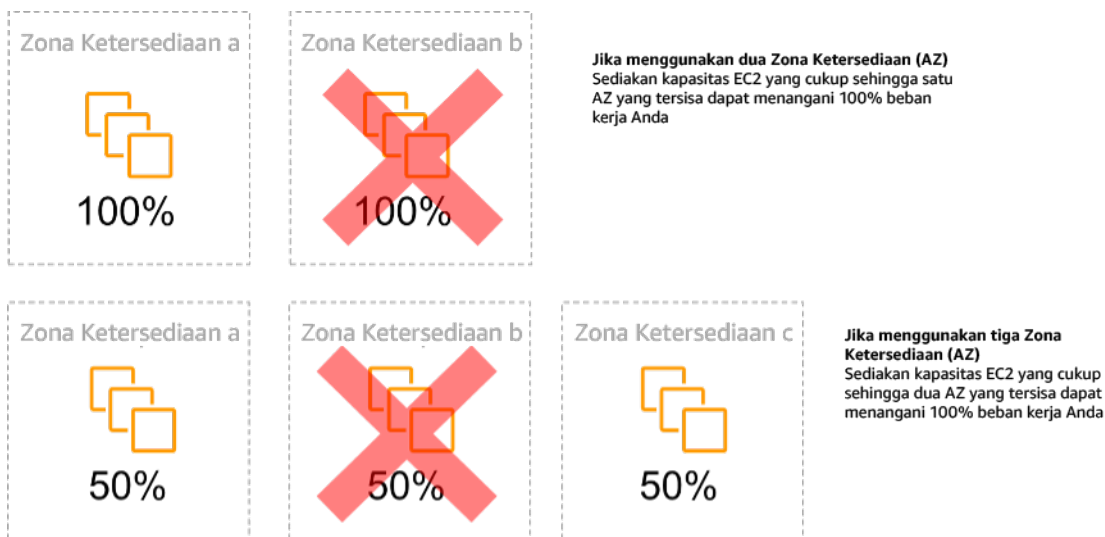 Zona Ketersediaan a
Zona Ketersediaan b
100%
100%
Jika menggunakan dua Zona Ketersediaan (AZ)
Sediakan kapasitas EC2 yang cukup sehingga satu
AZ yang tersisa dapat menangani 100% beban
kerja Anda
Zona Ketersediaan a
Zona Ketersediaan b
Zona Ketersediaan c
50%
50%
50%
Jika menggunakan tiga Zona
Ketersediaan (AZ)
Sediakan kapasitas EC2 yang cukup
sehingga dua AZ yang tersisa dapat
menangani 100% beban kerja Anda